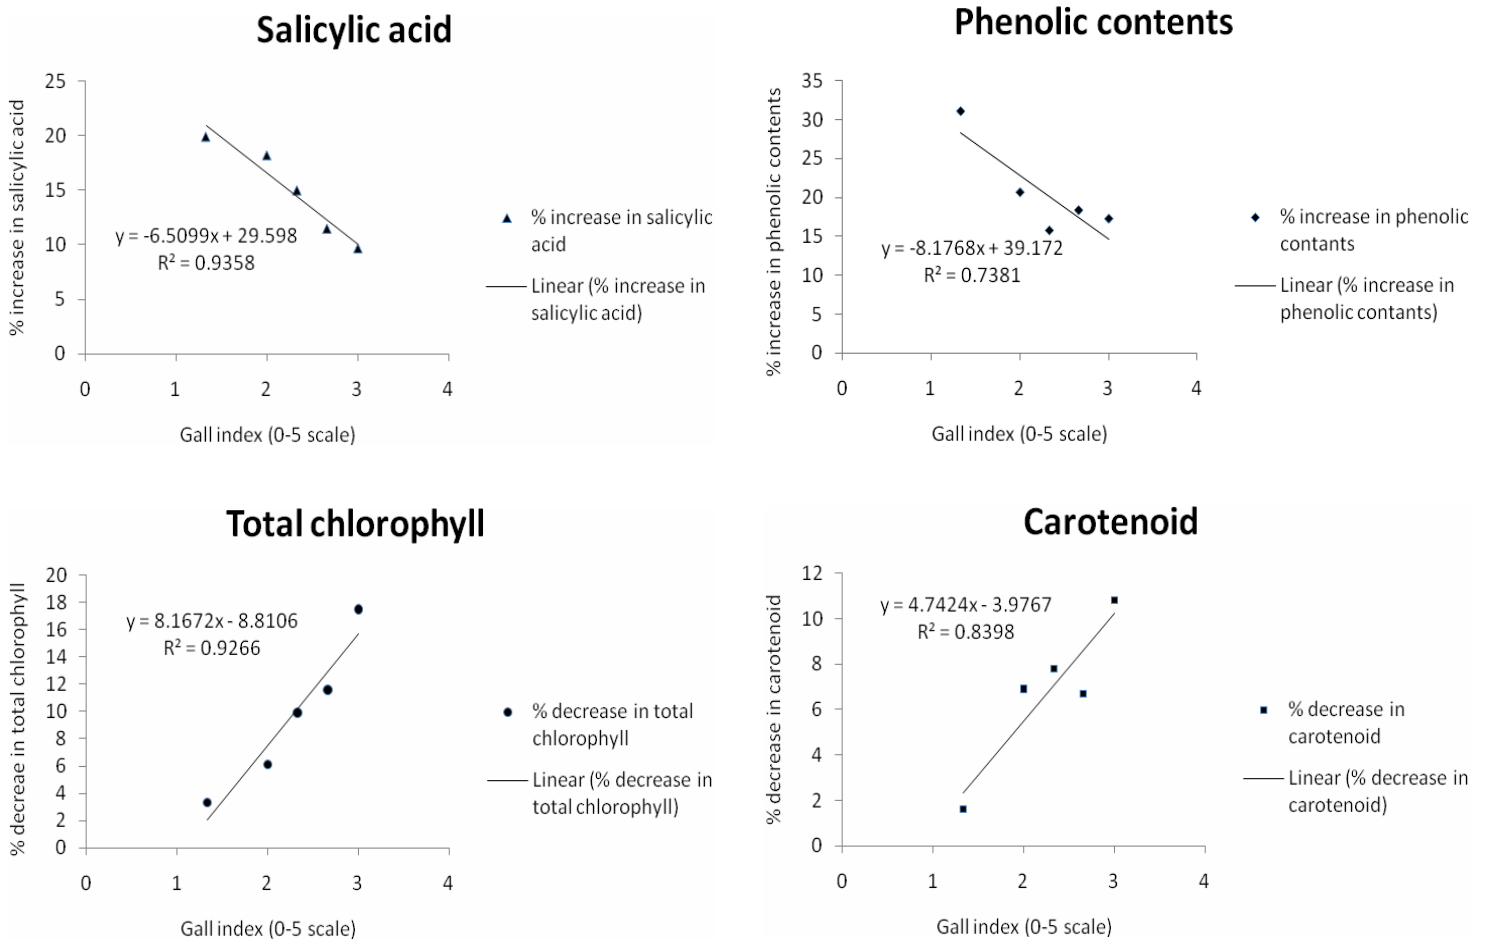 Salicylic acid
% increase in salicylic acid
25
20
15
10
5
0
y = -6.5099x + 29.598
R² = 0.9358
0 1 2 3 4
Gall index (0-5 scale)
% increase in salicylic
acid
Linear (% increase in
salicylic acid)
Phenolic contents
% increase in phenolic contents
35
30
25
20
15
10
5
0
y = -8.1768x + 39.172
R² = 0.7381
0 1 2 3 4
Gall index (0-5 scale)
% increase in phenolic
contants
Linear (% increase in
phenolic contants)
Total chlorophyll
% decreae in total chlorophyll
20
18
16
14
12
10
8
6
4
2
0
y = 8.1672x - 8.8106
R² = 0.9266
0 1 2 3 4
Gall index (0-5 scale)
% decrease in total
chlorophyll
Linear (% decrease in
total chlorophyll)
Carotenoid
% decrease in carotenoid
12
10
8
6
4
2
0
y = 4.7424x - 3.9767
R² = 0.8398
0 1 2 3 4
Gall index (0-5 scale)
% decrease in
carotenoid
Linear (% decrease in
carotenoid)